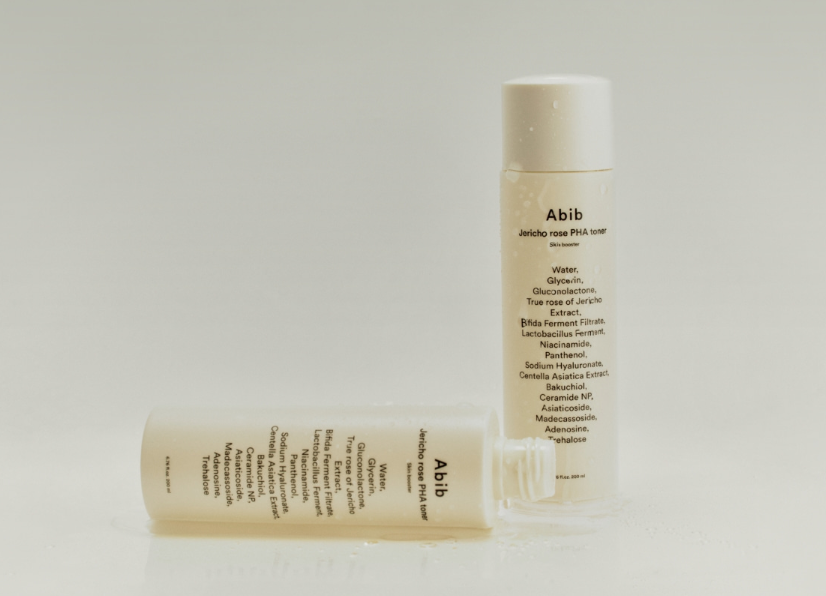 Abib
Jericho rose PHA toner
Skin booster
Water,
Glycerin,
Gluconolactone,
True rose of Jericho
Extract,
Bifida Ferment Filtrate,
Lactobacillus Ferment,
Niacinamide,
Panthenol,
Sodium Hyaluronate,
Centella Asiatica Extract,
Bakuchiol,
Ceramide NP,
Asiaticoside,
Madecassoside,
Adenosine,
Trehalose
Abib
Jericho rose PHA toner
Skin booster
Water,
Glycerin,
Gluconolactone,
True rose of Jericho
Extract,
Bifida Ferment Filtrate,
Lactobacillus Ferment,
Niacinamide,
Panthenol,
Sodium Hyaluronate,
Centella Asiatica Extract,
Bakuchiol,
Ceramide NP,
Asiaticoside,
Madecassoside,
Adenosine,
Trehalose